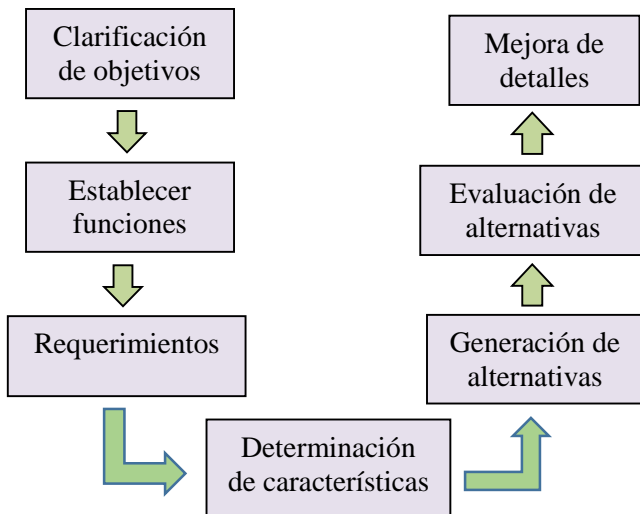 Clarificación
de objetivos
Establecer
funciones
Requerimientos
Determinación
de características
Generación de
alternativas
Evaluación de
alternativas
Mejora de
detalles